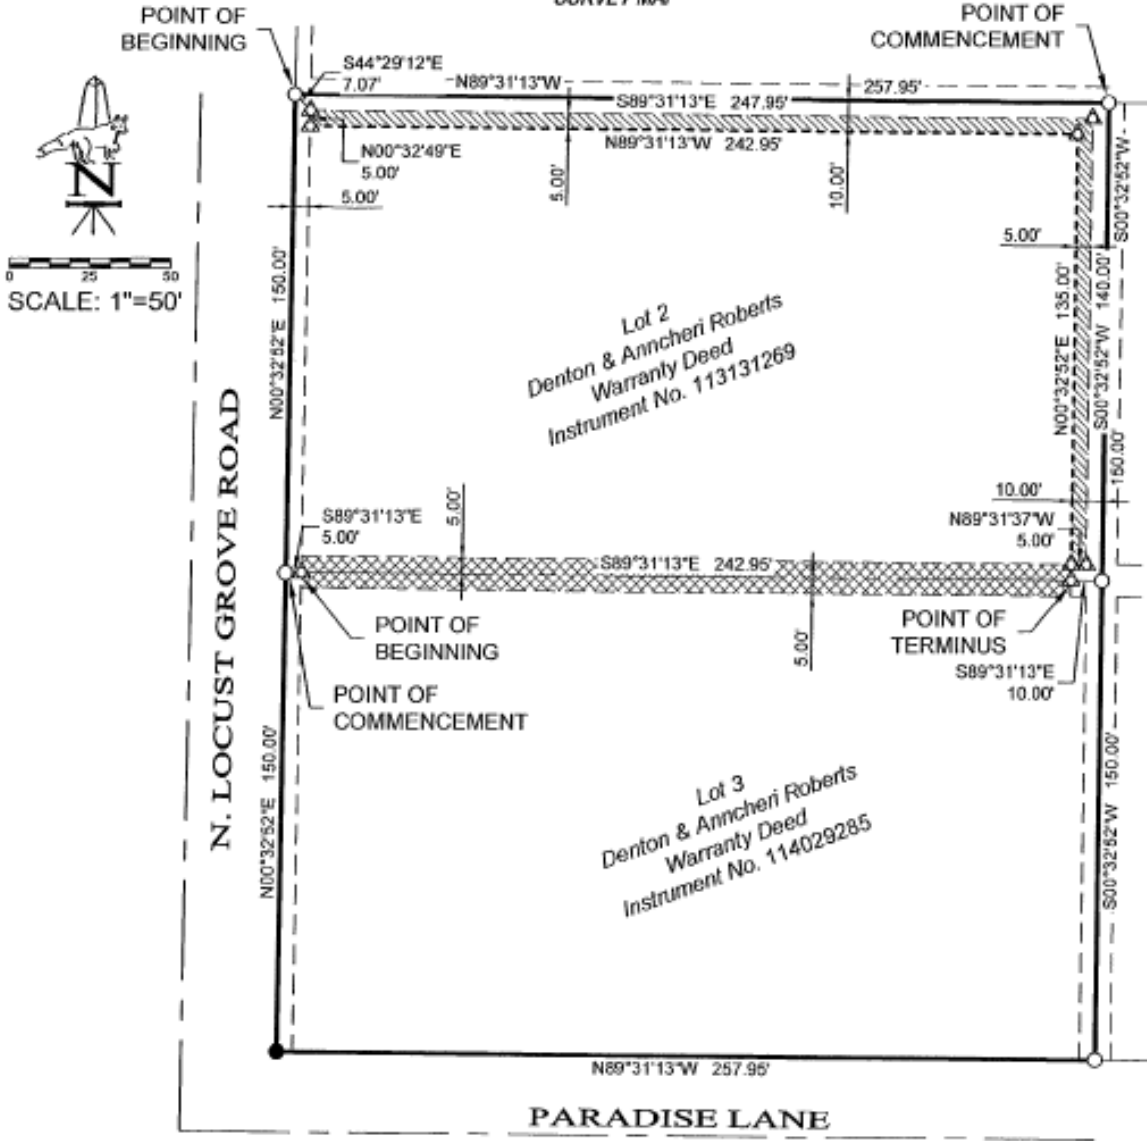 POINT OF
BEGINNING
POINT OF
COMMENCEMENT
S44°29'12"E
7.07'
N89°31'13"W
257.95'
S89°31'13"E 247.95'
N00°32'49"E
5.00'
N89°31'13"W 242.95'
5.00'
5.00'
10.00'
S00°32'52"W
N
0 25 50
SCALE: 1"=50'
5.00'
N00°32'52"E 150.00'
N00°32'52"E 135.00'
S00°32'52"W 140.00'
150.00'
Lot 2
Denton & Anncheri Roberts
Warranty Deed
Instrument No. 113131269
N. LOCUST GROVE ROAD
10.00'
N89°31'37"W
5.00'
S89°31'13"E
5.00'
5.00'
S89°31'13"E 242.95'
5.00'
POINT OF
BEGINNING
POINT OF
TERMINUS
POINT OF
COMMENCEMENT
S89°31'13"E
10.00'
N00°32'52"E 150.00'
S00°32'52"W 150.00'
Lot 3
Denton & Anncheri Roberts
Warranty Deed
Instrument No. 114029285
N89°31'13"W 257.95'
PARADISE LANE